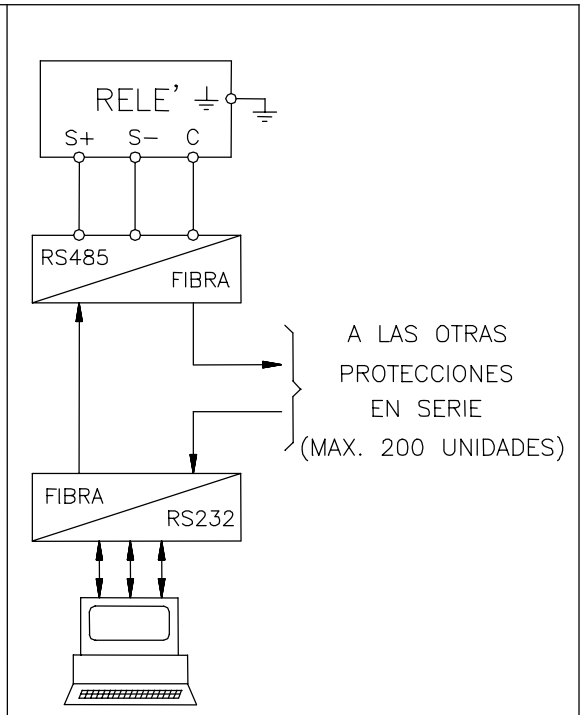 RELE'
S+ S- C
RS485
FIBRA
A LAS OTRAS
PROTECCIONES
EN SERIE
(MAX. 200 UNIDADES)
FIBRA
RS232